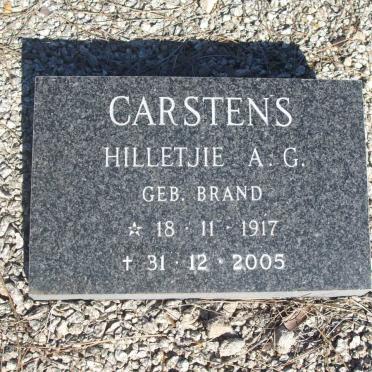 CARSTENS
HILLETJIE A. G.
GEB. BRAND
☆ 18 · 11 · 1917
✝ 31 · 12 · 2005